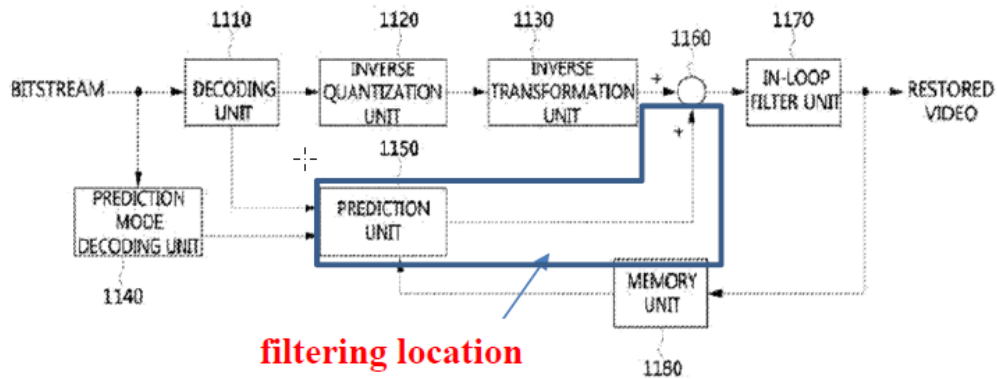 1110
1120
1130
1160
1170
BITSTREAM
DECODING
UNIT
INVERSE
QUANTIZATION
UNIT
INVERSE
TRANSFORMATION
UNIT
+
IN-LOOP
FILTER UNIT
RESTORED
VIDEO
+
1150
PREDICTION
MODE
DECODING UNIT
PREDICTION
UNIT
1140
MEMORY
UNIT
filtering location
1180